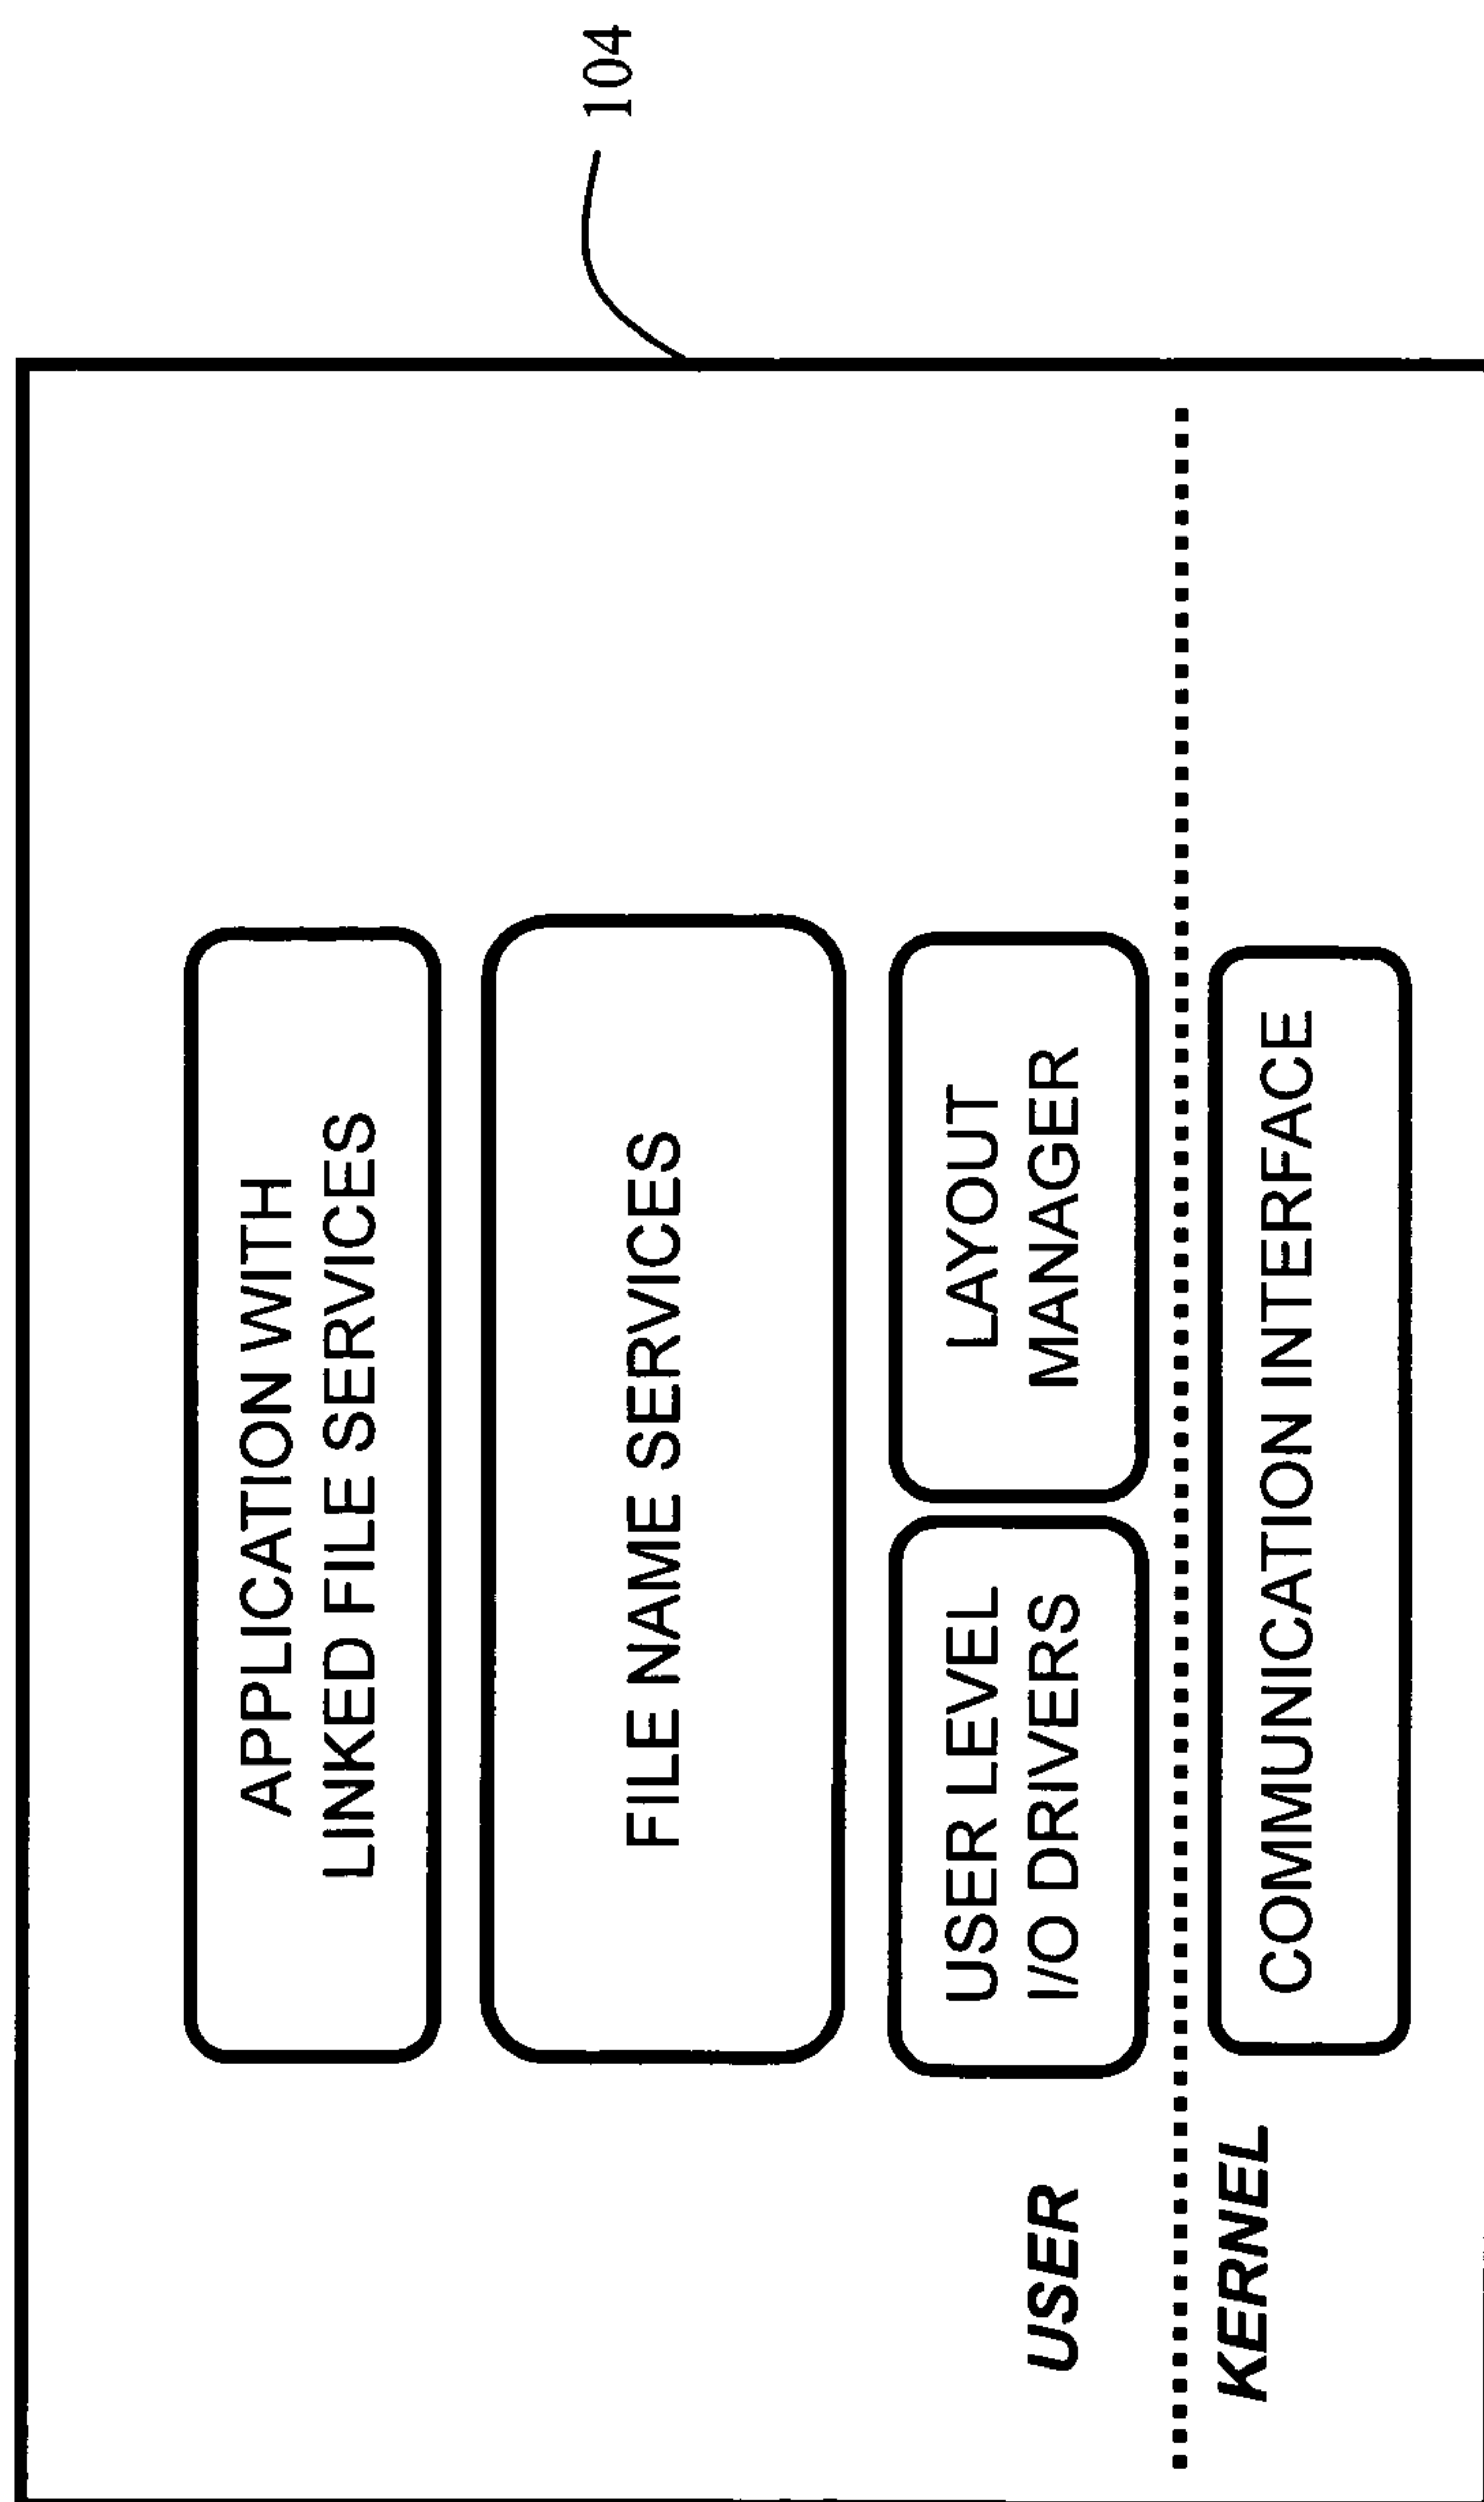 104
APPLICATION WITH
LINKED FILE SERVICES
FILE NAME SERVICES
USER LEVEL
I/O DRIVERS
LAYOUT
MANAGER
USER
KERNEL
COMMUNICATION INTERFACE